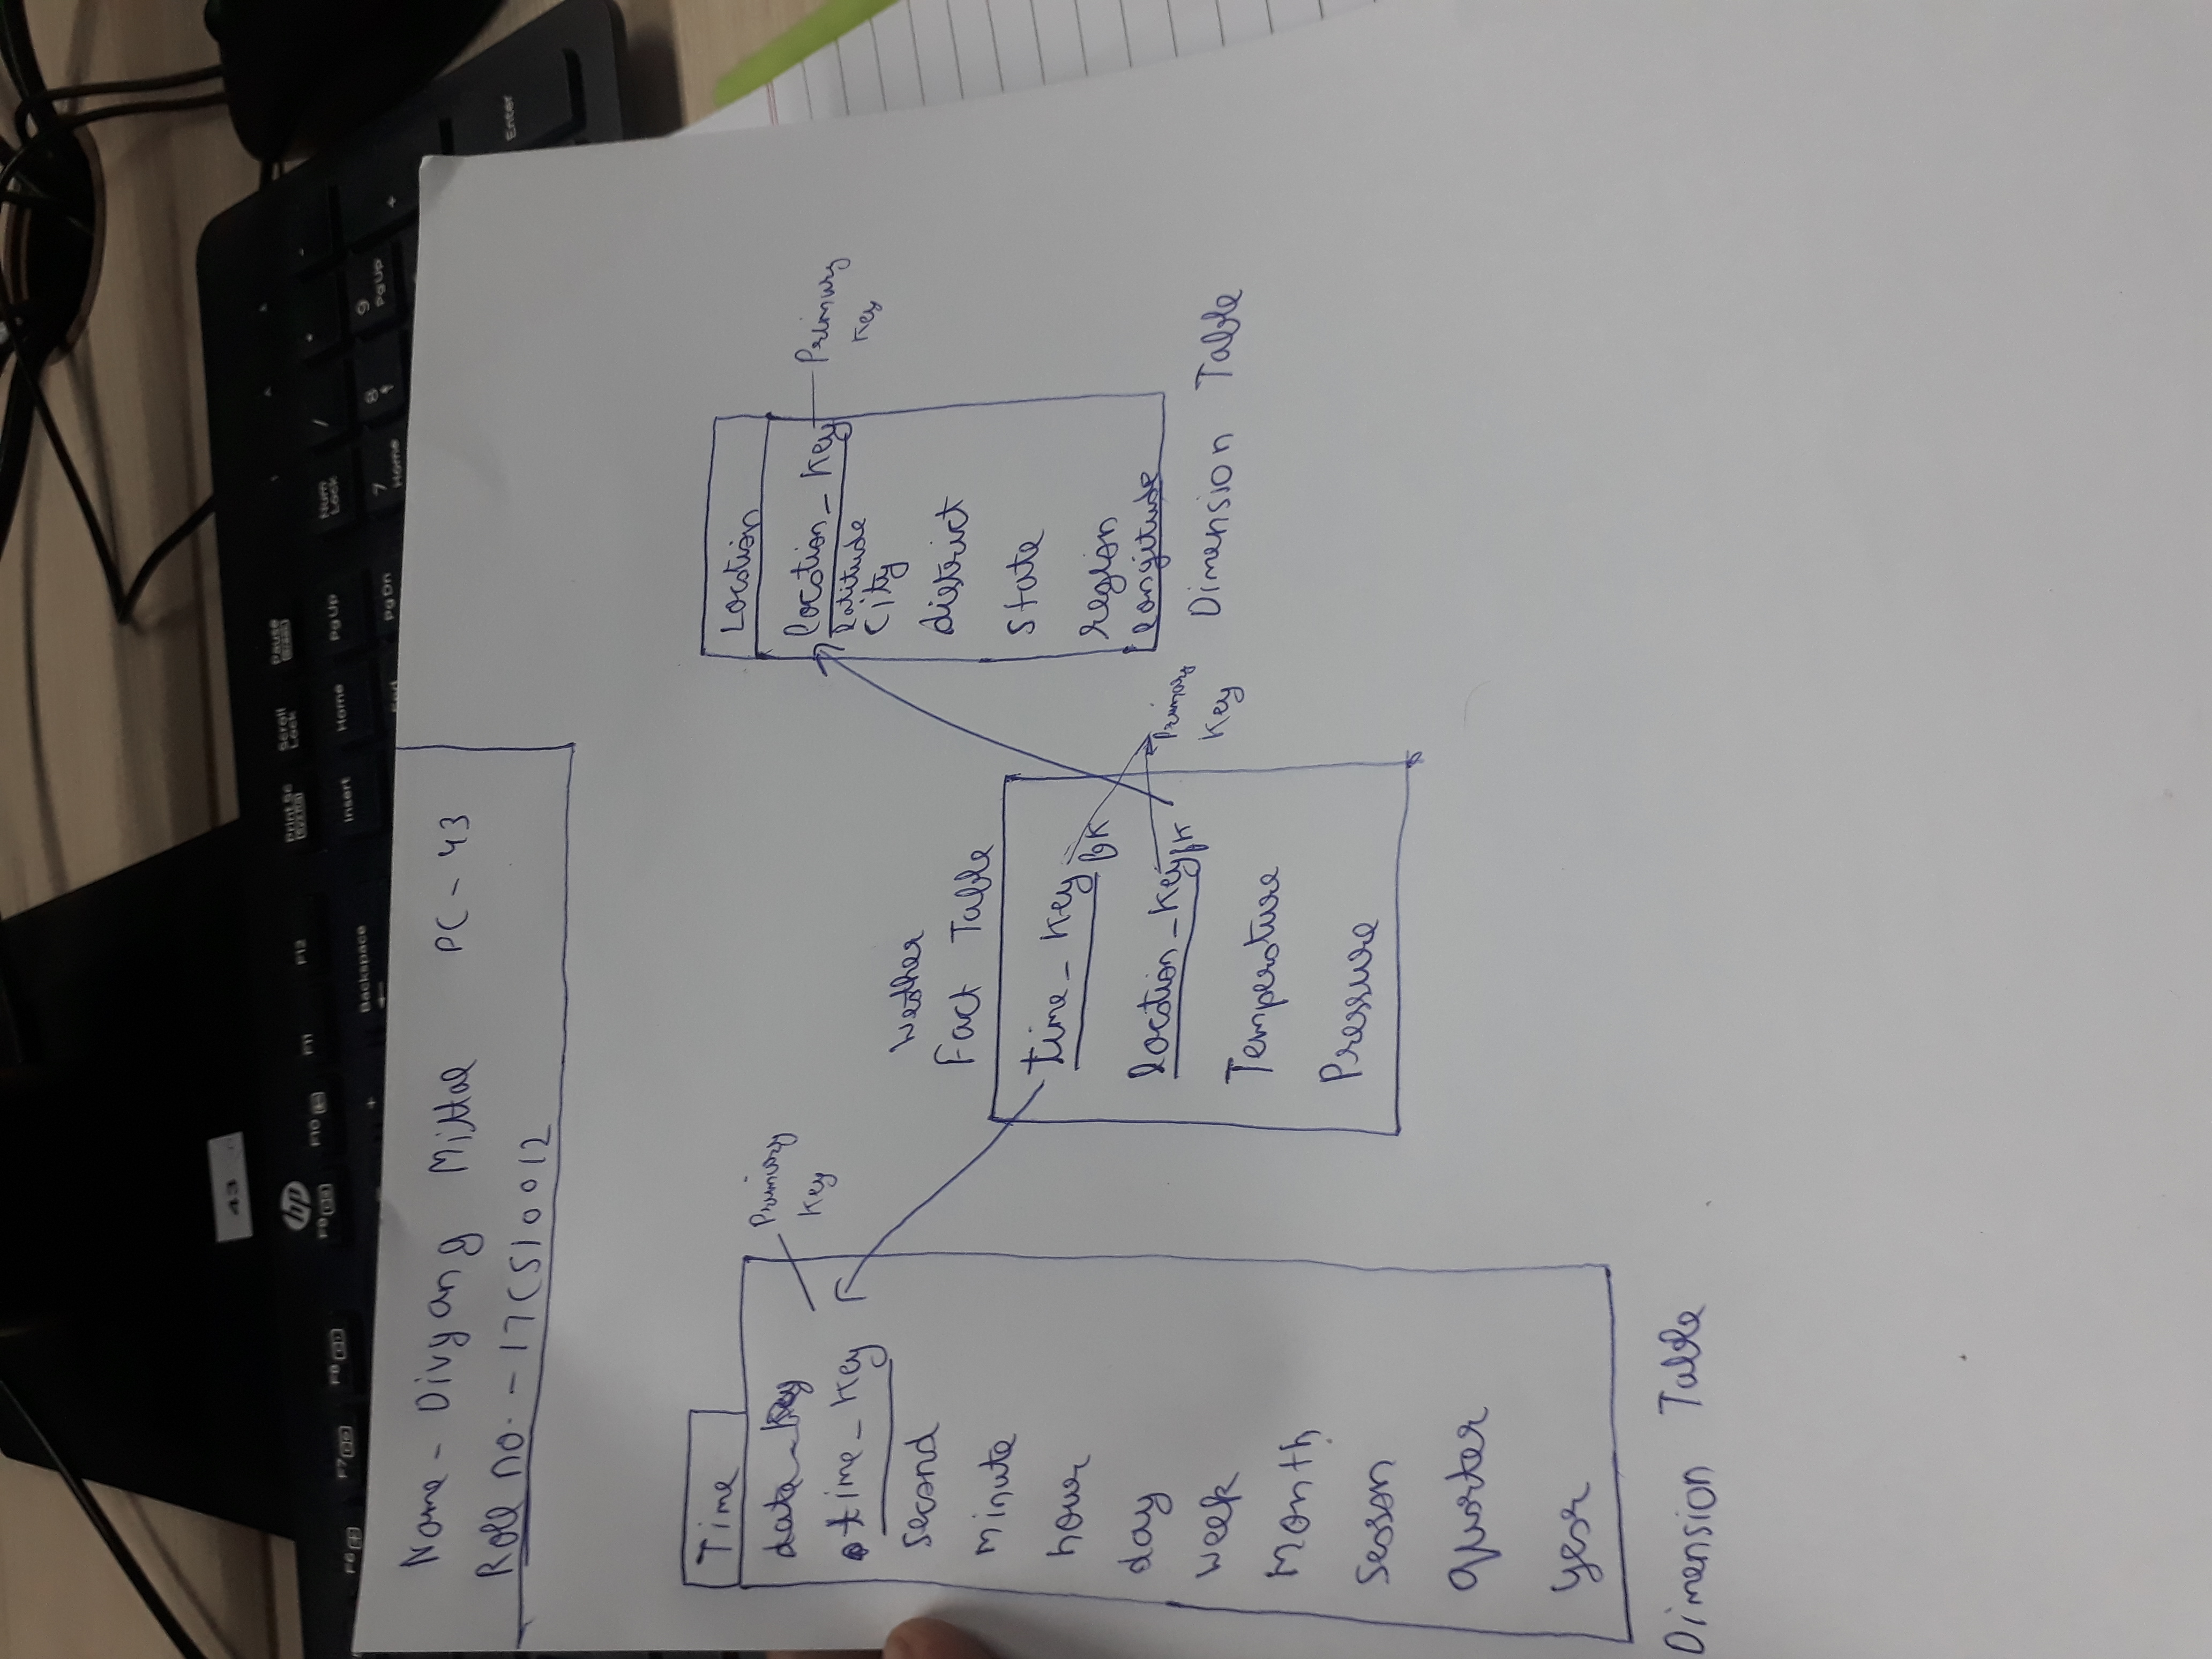 43
hp
F6
F7
F8
F9
F10
F11
F12
Print Sc
Scroll
Lock
Pause
Backspace
Insert
Home
PgUp
Num
Lock
/
PgDn
7
Home
8
9
PgUp
Enter
Name - Divyang Mittal PC - 43
Roll no. - 17CS10012
Time
data_key
time_key
second
minute
hour
day
week
month
season
quarter
year
Dimension Table
Primary
Key
Weather
Fact Table
time_key
location_key fK
Temperature
Pressure
Primary
Key
Location
location_key
latitude
city
district
state
region
longitude
Dimension Table
Primary
Key